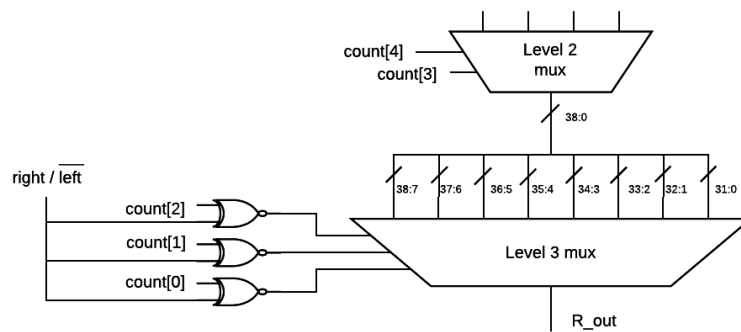 Level 2
mux
count[4]
count[3]
38:0
right / left
38:7 37:6 36:5 35:4 34:3 33:2 32:1 31:0
count[2]
count[1]
count[0]
Level 3 mux
R_out